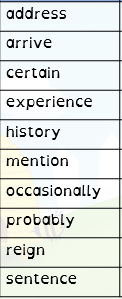 address
arrive
certain
experience
history
mention
occasionally
probably
reign
sentence